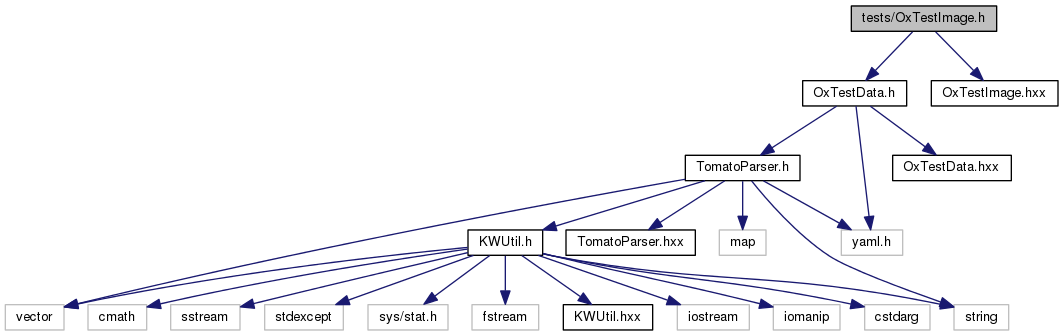 tests/OxTestImage.h
OxTestData.h
OxTestImage.hxx
TomatoParser.h
OxTestData.hxx
KWUtil.h
TomatoParser.hxx
map
yaml.h
vector
cmath
sstream
stdexcept
sys/stat.h
fstream
KWUtil.hxx
iostream
iomanip
cstdarg
string